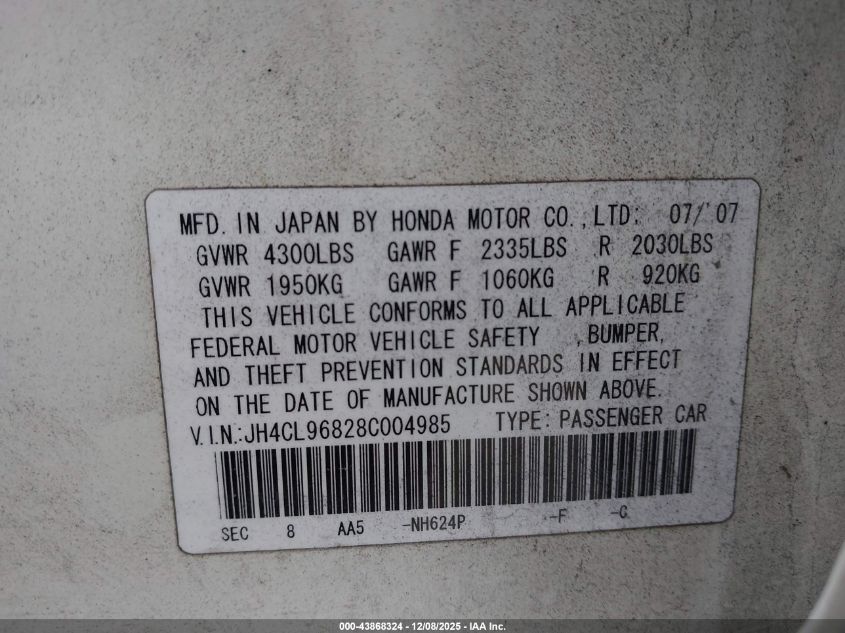 MFD. IN JAPAN BY HONDA MOTOR CO.,LTD: 07/'07
GVWR 4300LBS GAWR F 2335LBS R 2030LBS
GVWR 1950KG GAWR F 1060KG R 920KG
THIS VEHICLE CONFORMS TO ALL APPLICABLE
FEDERAL MOTOR VEHICLE SAFETY ,BUMPER,
AND THEFT PREVENTION STANDARDS IN EFFECT
ON THE DATE OF MANUFACTURE SHOWN ABOVE.
V.I.N.:JH4CL96828C004985 TYPE: PASSENGER CAR
SEC 8 AA5 -NH624P -F -C
000-43868324 - 12/08/2025 - IAA Inc.